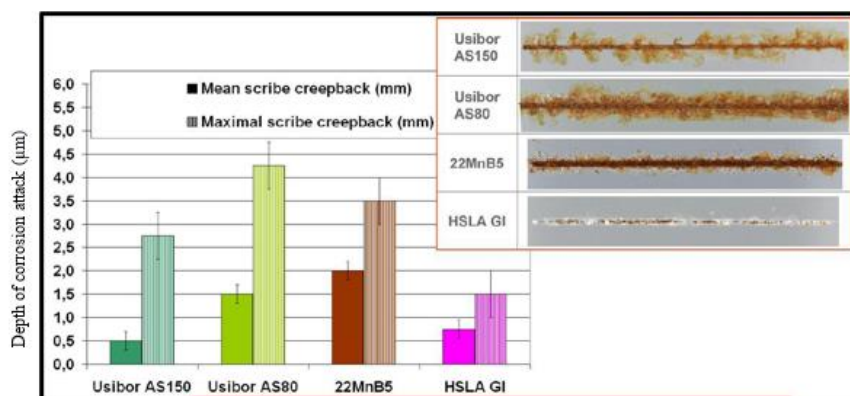 Depth of corrosion attack (μm)
6,0
5,5
5,0
4,5
4,0
3,5
3,0
2,5
2,0
1,5
1,0
0,5
0,0
Mean scribe creepback (mm)
Maximal scribe creepback (mm)
Usibor AS150
Usibor AS80
22MnB5
HSLA GI
Usibor
AS150
Usibor
AS80
22MnB5
HSLA GI